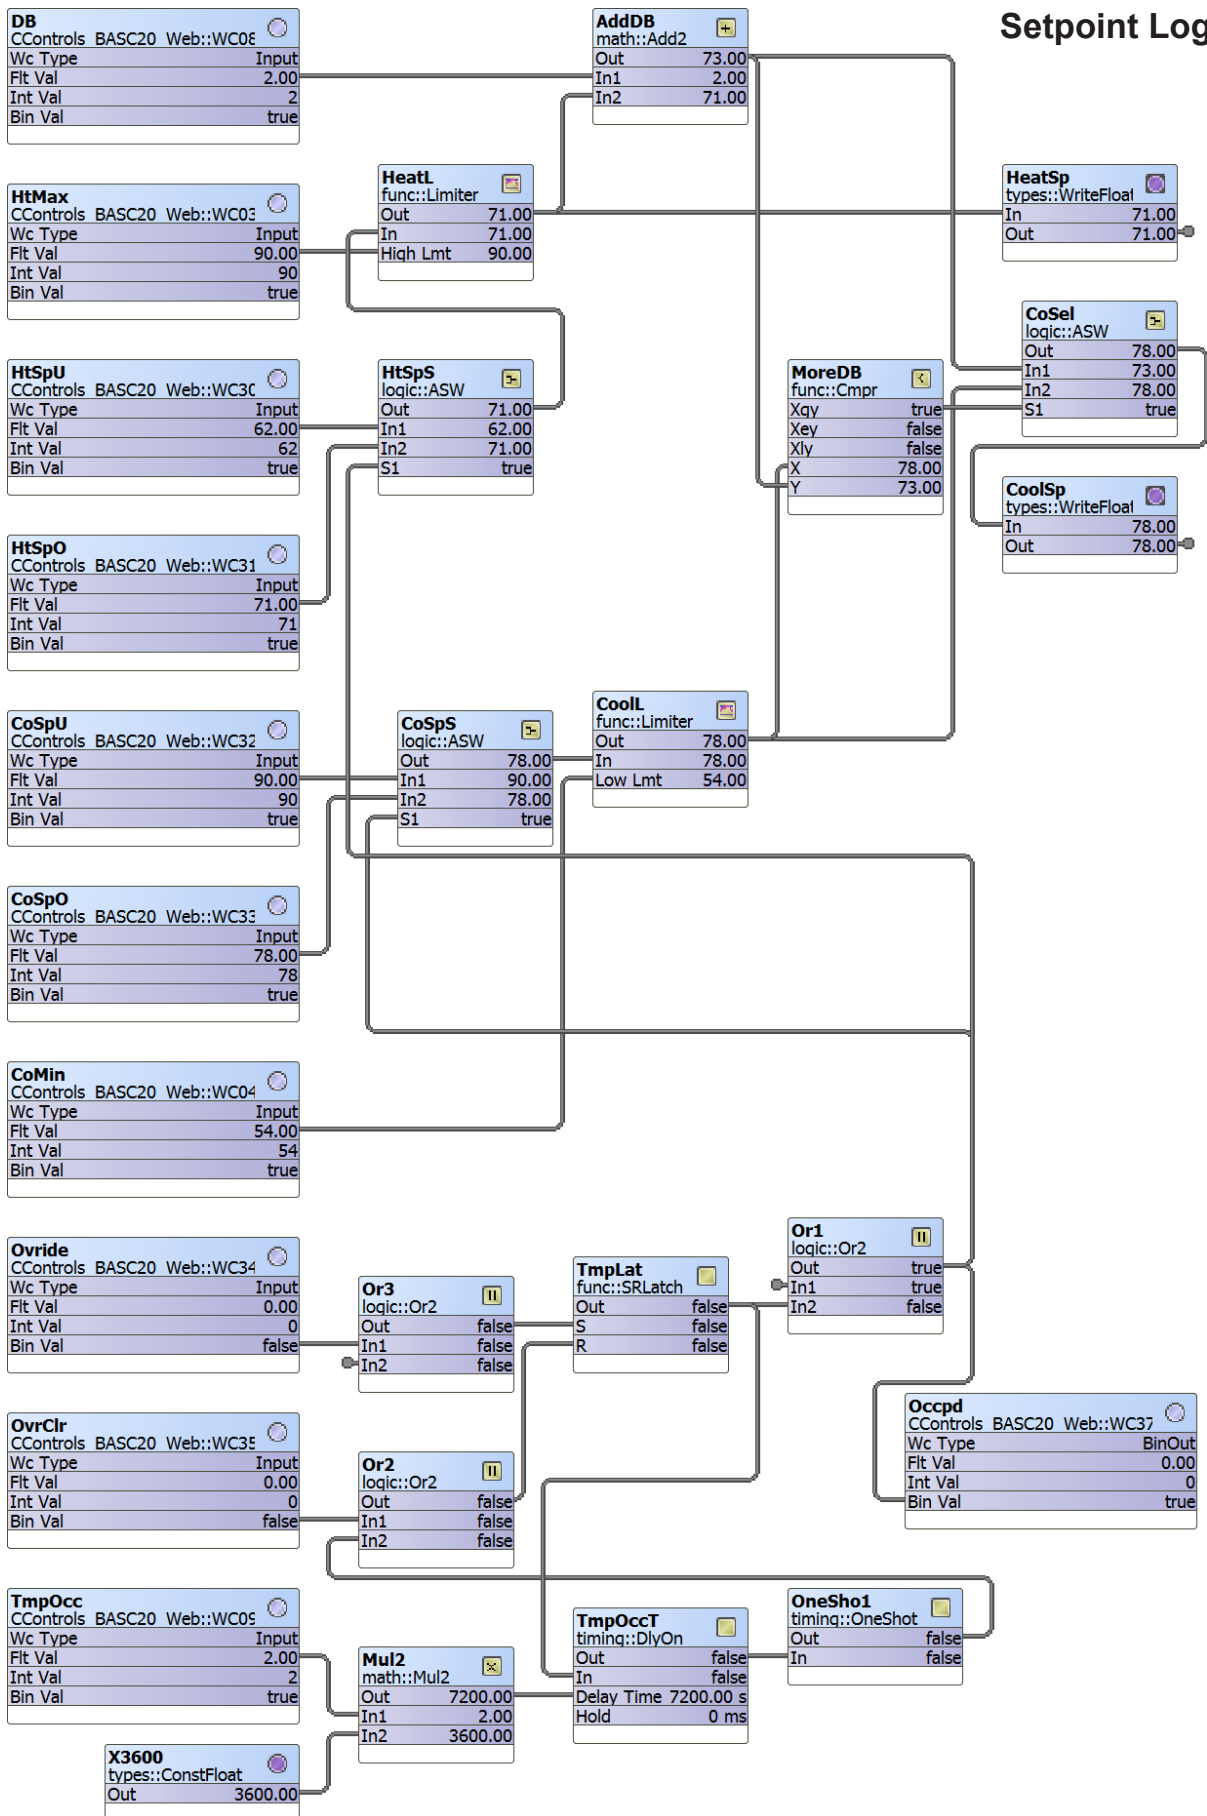 Setpoint Log
DB
CControls BASC20 Web::WC08
Wc Type Input
Flt Val 2.00
Int Val 2
Bin Val true
AddDB
math::Add2
Out 73.00
In1 2.00
In2 71.00
HtMax
CControls BASC20 Web::WC03
Wc Type Input
Flt Val 90.00
Int Val 90
Bin Val true
HeatL
func::Limiter
Out 71.00
In 71.00
High Lmt 90.00
HeatSp
types::WriteFloat
In 71.00
Out 71.00
HtSpU
CControls BASC20 Web::WC30
Wc Type Input
Flt Val 62.00
Int Val 62
Bin Val true
HtSpS
logic::ASW
Out 71.00
In1 62.00
In2 71.00
S1 true
MoreDB
func::Cmpr
Xgy true
Xey false
Xly false
X 78.00
Y 73.00
CoSel
logic::ASW
Out 78.00
In1 73.00
In2 78.00
S1 true
CoolSp
types::WriteFloat
In 78.00
Out 78.00
HtSpO
CControls BASC20 Web::WC31
Wc Type Input
Flt Val 71.00
Int Val 71
Bin Val true
CoSpU
CControls BASC20 Web::WC32
Wc Type Input
Flt Val 90.00
Int Val 90
Bin Val true
CoSpS
logic::ASW
Out 78.00
In1 90.00
In2 78.00
S1 true
CoolL
func::Limiter
Out 78.00
In 78.00
Low Lmt 54.00
CoSpO
CControls BASC20 Web::WC33
Wc Type Input
Flt Val 78.00
Int Val 78
Bin Val true
CoMin
CControls BASC20 Web::WC04
Wc Type Input
Flt Val 54.00
Int Val 54
Bin Val true
Ovride
CControls BASC20 Web::WC34
Wc Type Input
Flt Val 0.00
Int Val 0
Bin Val false
Or3
logic::Or2
Out false
In1 false
In2 false
TmpLat
func::SRLatch
Out false
S false
R false
Or1
logic::Or2
Out true
In1 true
In2 false
OvrClr
CControls BASC20 Web::WC35
Wc Type Input
Flt Val 0.00
Int Val 0
Bin Val false
Or2
logic::Or2
Out false
In1 false
In2 false
Occpd
CControls BASC20 Web::WC37
Wc Type BinOut
Flt Val 0.00
Int Val 0
Bin Val true
TmpOcc
CControls BASC20 Web::WC09
Wc Type Input
Flt Val 2.00
Int Val 2
Bin Val true
Mul2
math::Mul2
Out 7200.00
In1 2.00
In2 3600.00
TmpOccT
timing::DlyOn
Out false
In false
Delay Time 7200.00 s
Hold 0 ms
OneSho1
timing::OneShot
Out false
In false
X3600
types::ConstFloat
Out 3600.00